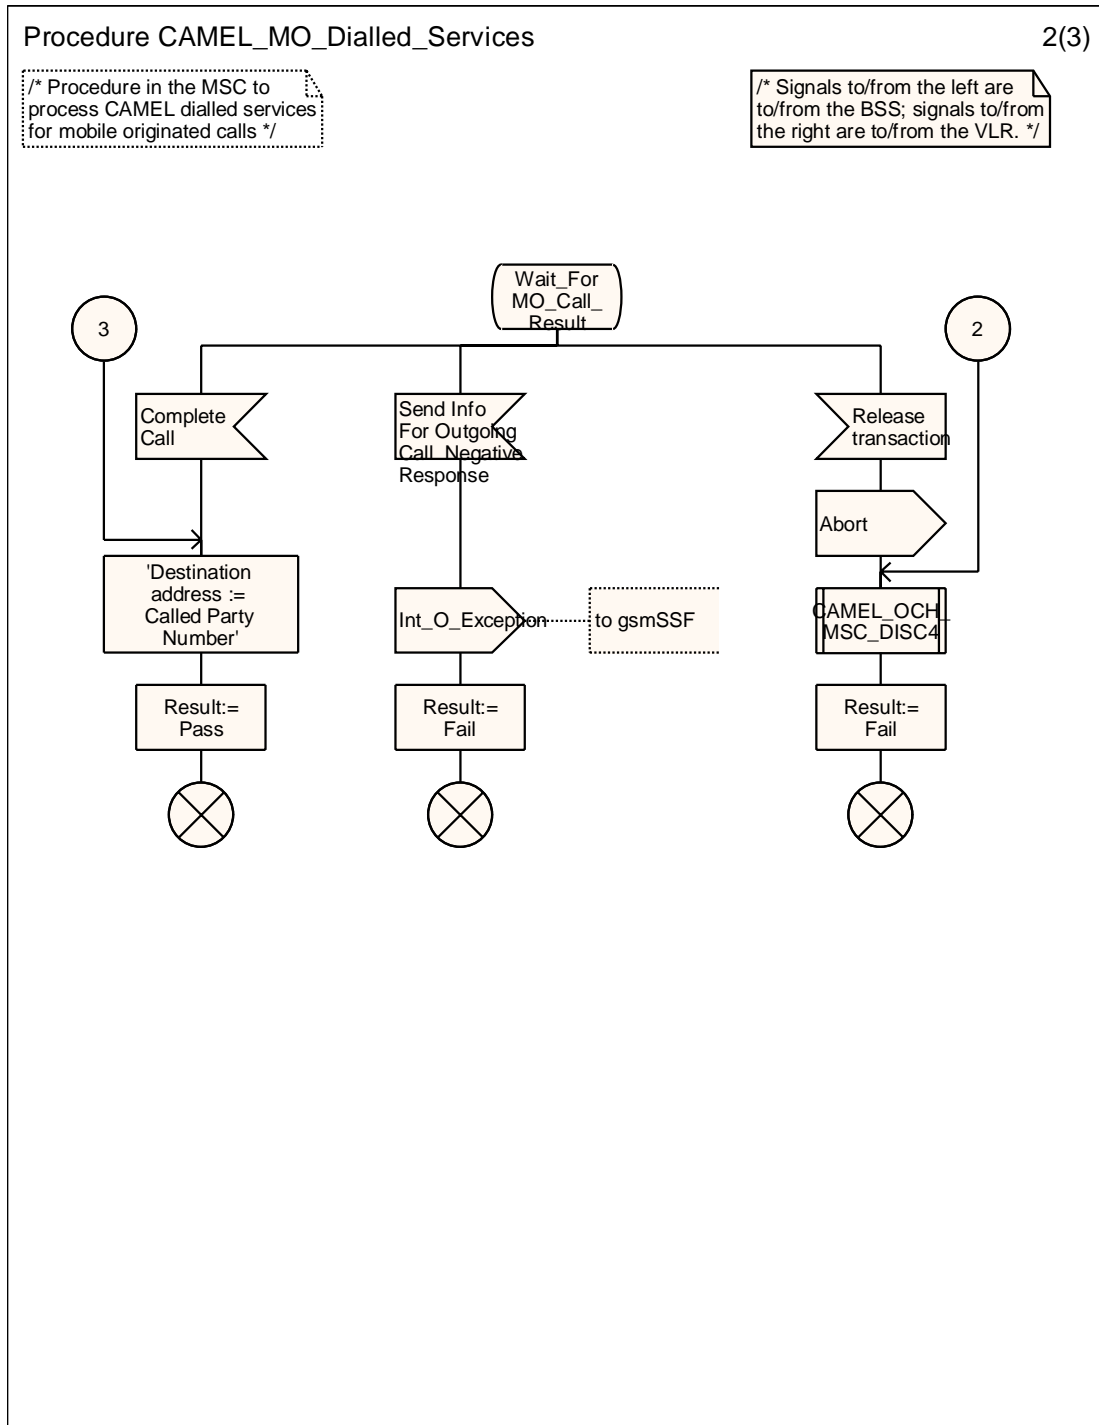 Procedure CAMEL_MO_Dialled_Services
2(3)
/* Procedure in the MSC to
process CAMEL dialled services
for mobile originated calls */
/* Signals to/from the left are
to/from the BSS; signals to/from
the right are to/from the VLR. */
Wait_For
MO_Call_
Result
3
2
Complete
Call
Send Info
For Outgoing
Call_Negative
Response
Release
transaction
Abort
'Destination
address :=
Called Party
Number'
Int_O_Exception
to gsmSSF
CAMEL_OCH_
MSC_DISC4
Result:=
Pass
Result:=
Fail
Result:=
Fail